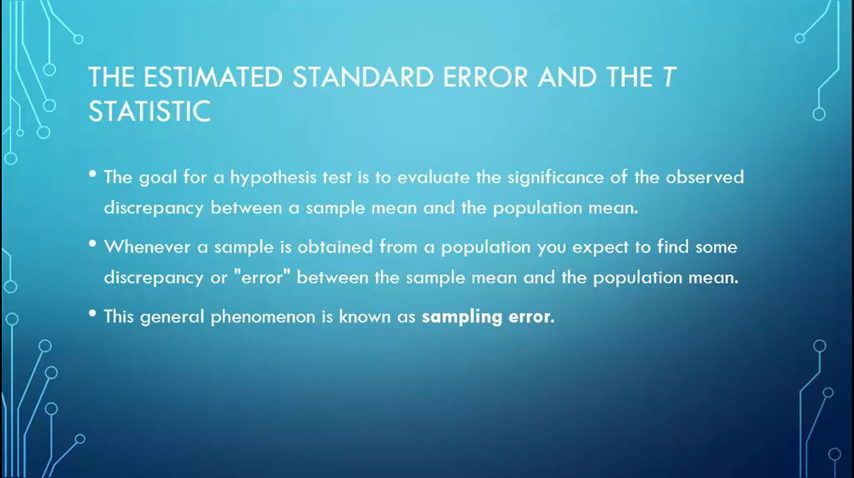 THE ESTIMATED STANDARD ERROR AND THE T
STATISTIC
• The goal for a hypothesis test is to evaluate the significance of the observed
discrepancy between a sample mean and the population mean.
• Whenever a sample is obtained from a population you expect to find some
discrepancy or "error" between the sample mean and the population mean.
• This general phenomenon is known as sampling error.